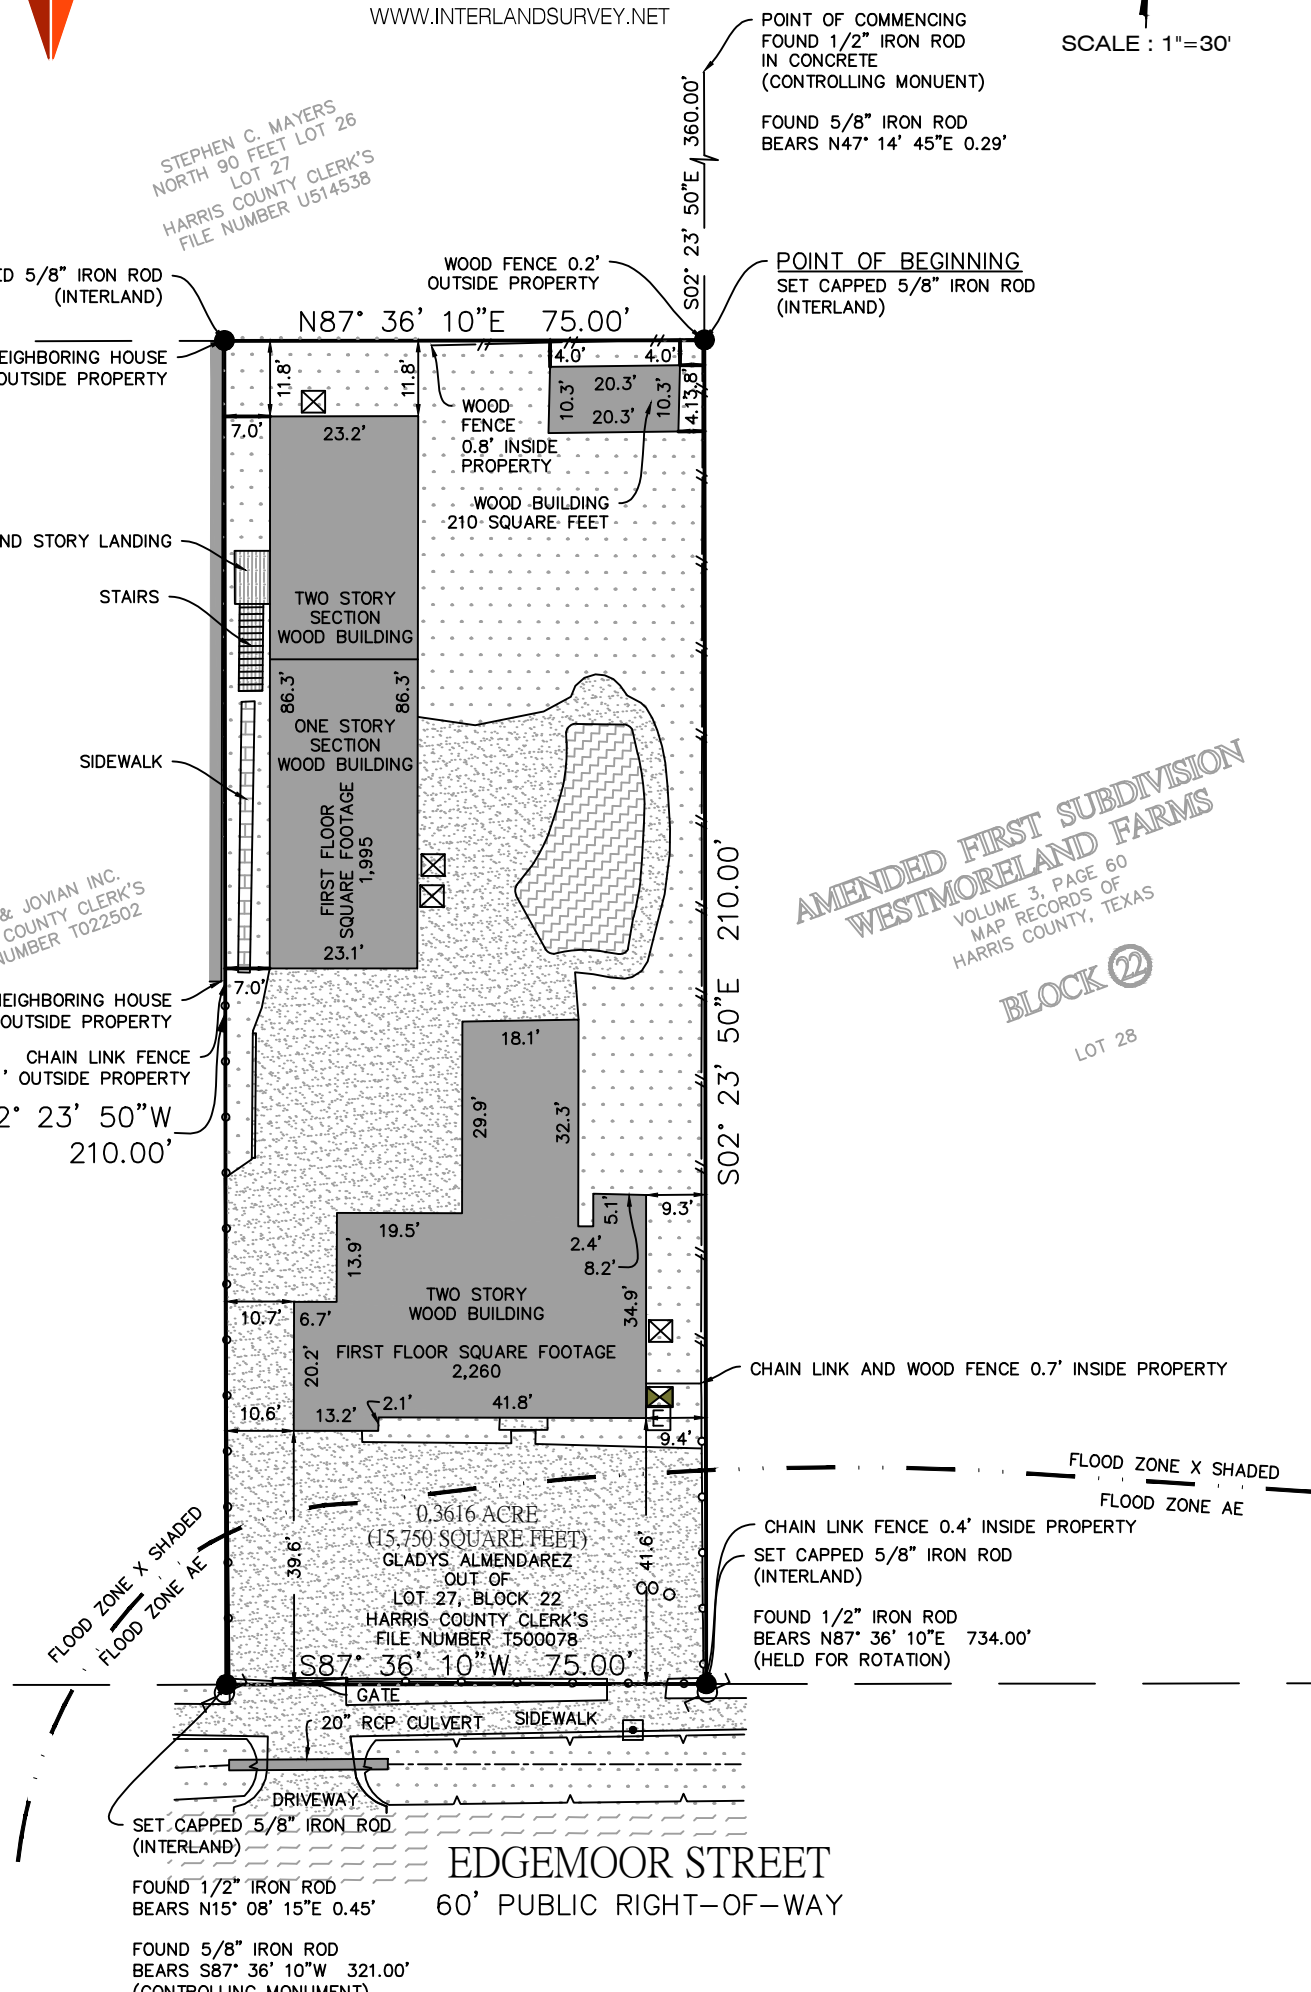 WWW.INTERLANDSURVEY.NET
POINT OF COMMENCING
FOUND 1/2" IRON ROD
IN CONCRETE
(CONTROLLING MONUENT)
FOUND 5/8" IRON ROD
BEARS N47° 14' 45"E 0.29'
SCALE : 1"=30'
S02° 23' 50"E 360.00'
STEPHEN C. MAYERS
NORTH 90 FEET LOT 26
LOT 27
HARRIS COUNTY CLERK'S
FILE NUMBER U514538
5/8" IRON ROD
(INTERLAND)
WOOD FENCE 0.2'
OUTSIDE PROPERTY
POINT OF BEGINNING
SET CAPPED 5/8" IRON ROD
(INTERLAND)
N87° 36' 10"E 75.00'
HOUSE
OUTSIDE PROPERTY
11.8'
11.8'
4.0'
4.0'
3.8'
4.1'
10.3'
20.3'
20.3'
10.3'
7.0'
23.2'
WOOD
FENCE
0.8' INSIDE
PROPERTY
WOOD BUILDING
210 SQUARE FEET
STORY LANDING
STAIRS
TWO STORY
SECTION
WOOD BUILDING
86.3'
86.3'
ONE STORY
SECTION
WOOD BUILDING
SIDEWALK
FIRST FLOOR
SQUARE FOOTAGE
1,995
23.1'
7.0'
& JOVIAN INC.
COUNTY CLERK'S
T022502
HOUSE
OUTSIDE PROPERTY
CHAIN LINK FENCE
' OUTSIDE PROPERTY
2° 23' 50"W
210.00'
S02° 23' 50"E 210.00'
AMENDED FIRST SUBDIVISION
WESTMORELAND FARMS
VOLUME 3, PAGE 60
MAP RECORDS OF
HARRIS COUNTY, TEXAS
BLOCK 22
LOT 28
18.1'
29.9'
32.3'
19.5'
13.9'
5.1'
9.3'
2.4'
8.2'
34.9'
TWO STORY
WOOD BUILDING
10.7'
6.7'
20.2'
FIRST FLOOR SQUARE FOOTAGE
2,260
CHAIN LINK AND WOOD FENCE 0.7' INSIDE PROPERTY
10.6'
13.2'
2.1'
41.8'
E
9.4'
FLOOD ZONE X SHADED
FLOOD ZONE AE
FLOOD ZONE X SHADED
FLOOD ZONE AE
39.6'
41.6'
0.3616 ACRE
(15,750 SQUARE FEET)
GLADYS ALMENDAREZ
OUT OF
LOT 27, BLOCK 22
HARRIS COUNTY CLERK'S
FILE NUMBER T500078
S87° 36' 10"W 75.00'
CHAIN LINK FENCE 0.4' INSIDE PROPERTY
SET CAPPED 5/8" IRON ROD
(INTERLAND)
FOUND 1/2" IRON ROD
BEARS N87° 36' 10"E 734.00'
(HELD FOR ROTATION)
GATE
20" RCP CULVERT
SIDEWALK
DRIVEWAY
SET CAPPED 5/8" IRON ROD
(INTERLAND)
EDGEMOOR STREET
60' PUBLIC RIGHT-OF-WAY
FOUND 1/2" IRON ROD
BEARS N15° 08' 15"E 0.45'
FOUND 5/8" IRON ROD
BEARS S87° 36' 10"W 321.00'
(CONTROLLING MONUMENT)